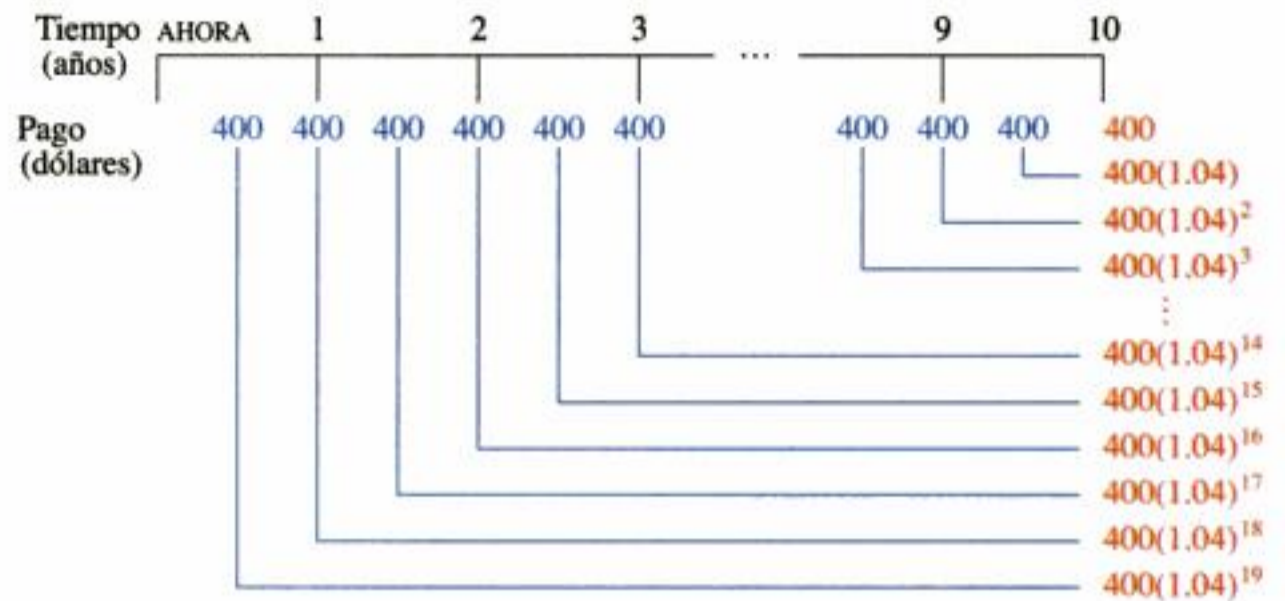 Tiempo AHORA 1 2 3 ... 9 10
(años)
Pago 400 400 400 400 400 400 400 400 400 400
(dólares)
400(1.04)
400(1.04)²
400(1.04)³
⋮
400(1.04)¹⁴
400(1.04)¹⁵
400(1.04)¹⁶
400(1.04)¹⁷
400(1.04)¹⁸
400(1.04)¹⁹